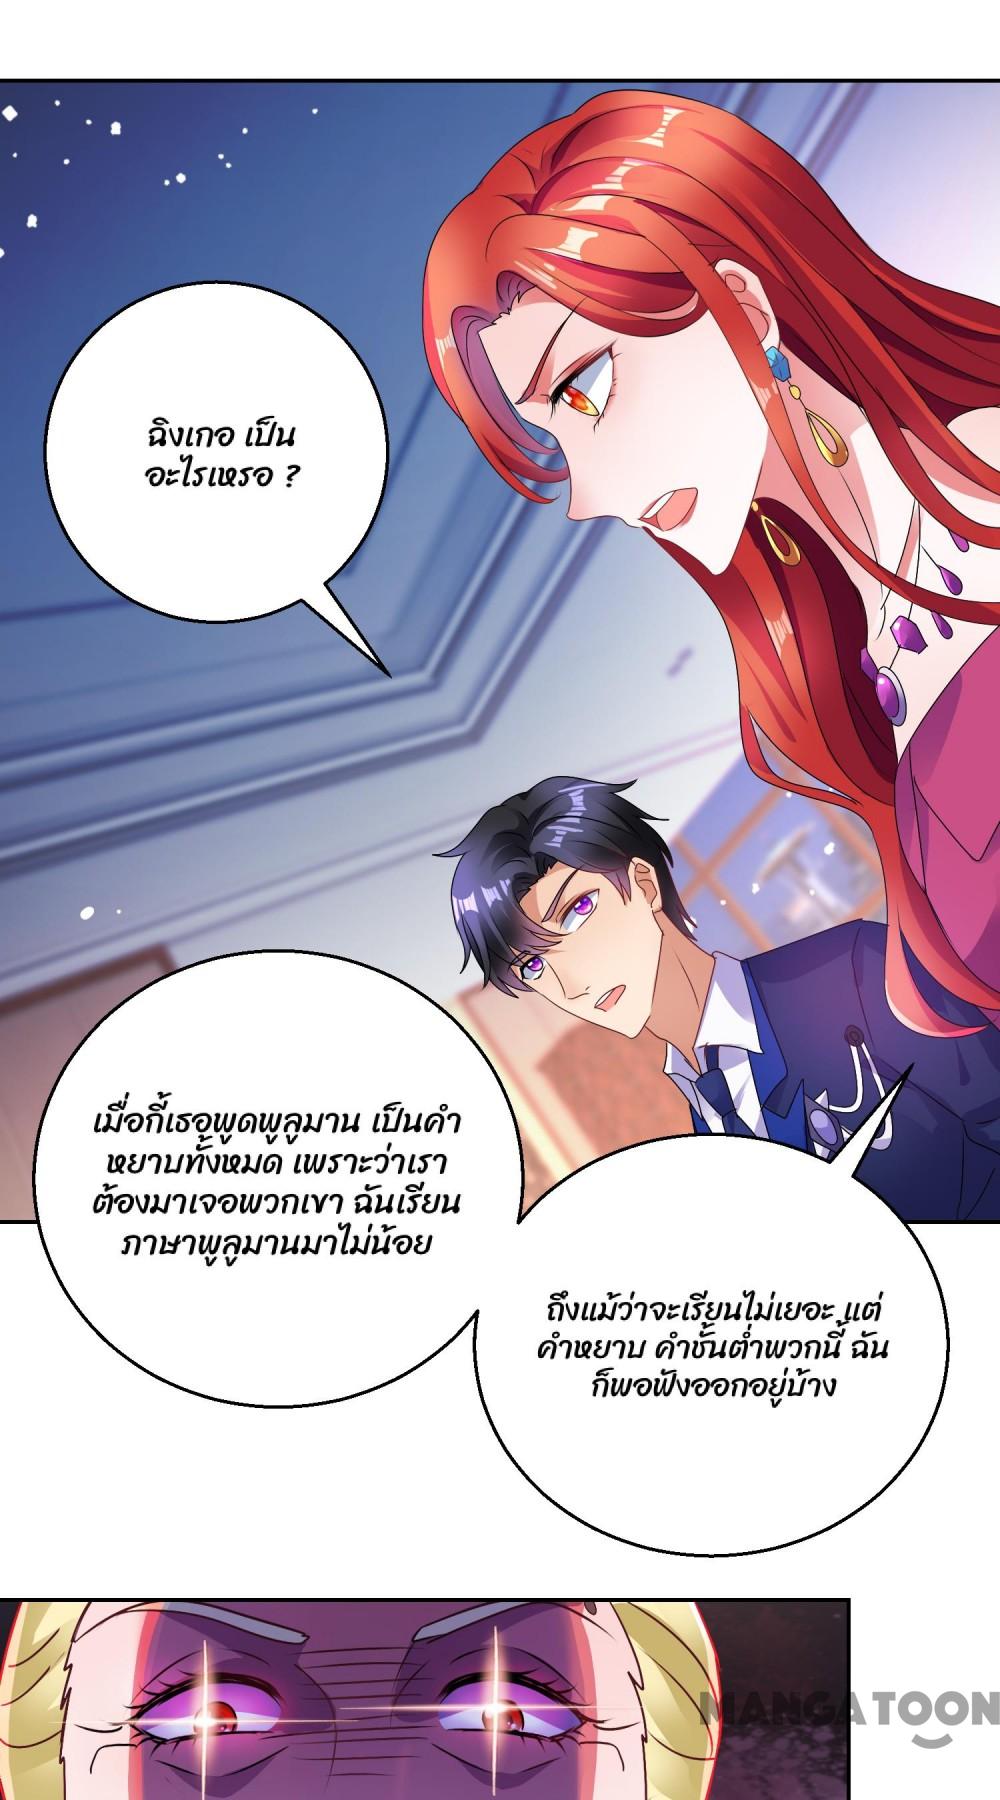 ฉิงเกอ เป็น
อะไรเหรอ ?
เมื่อกี้เธอพูดพูลูมาน เป็นคำ
หยาบทั้งหมด เพราะว่าเรา
ต้องมาเจอพวกเขา ฉันเรียน
ภาษาพูลูมานมาไม่น้อย
ถึงแม้ว่าจะเรียนไม่เยอะ แต่
คำหยาบ คำชั้นต่ำพวกนี้ ฉัน
ก็พอฟังออกอยู่บ้าง
MANGATOON